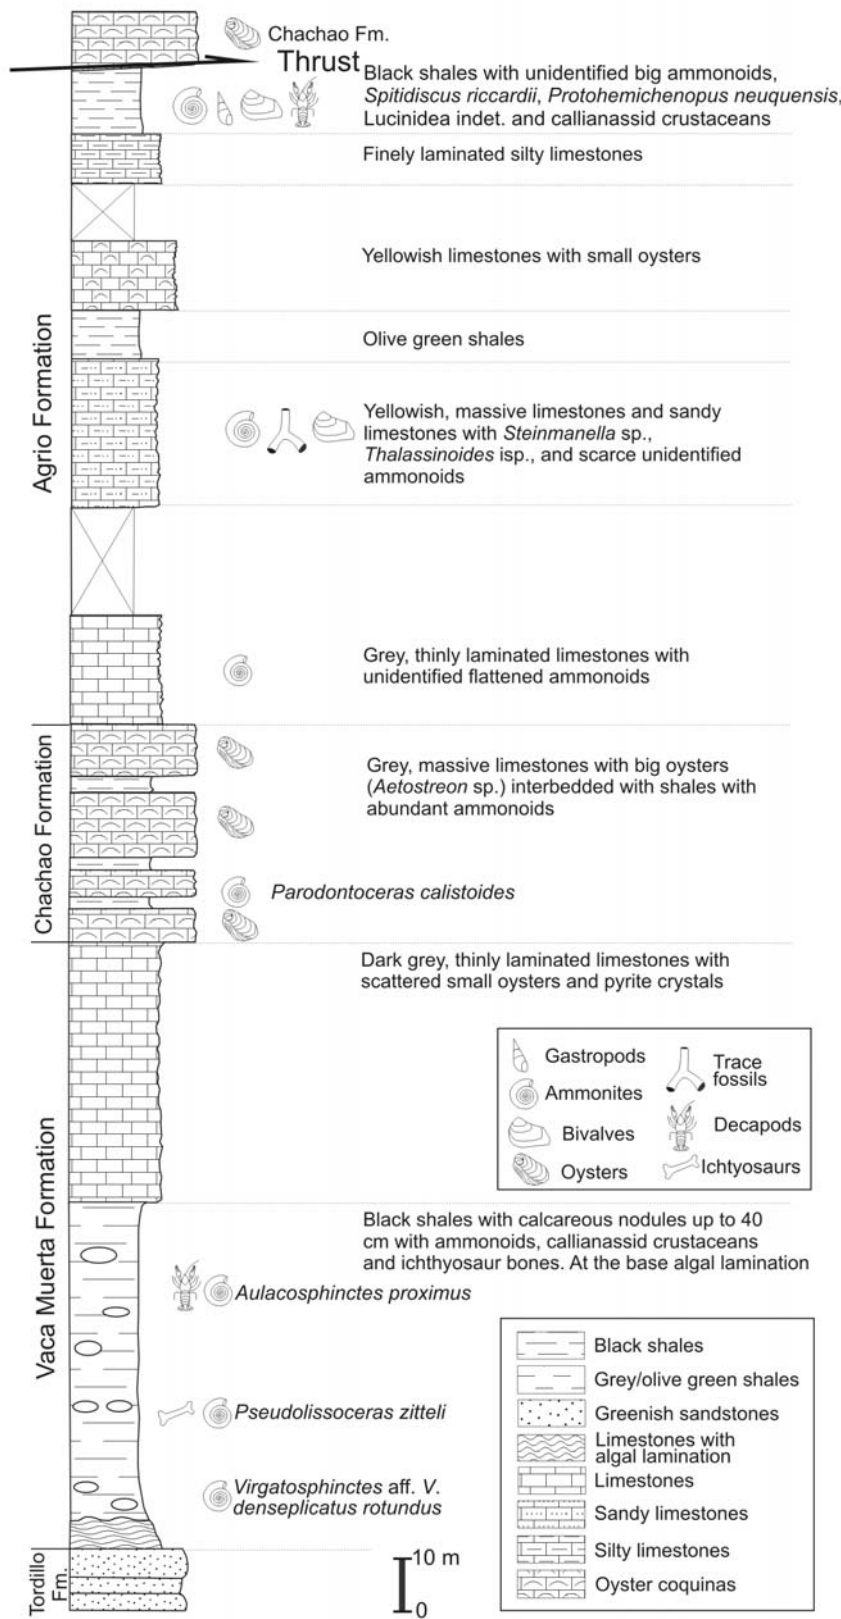 Chachao Fm.
Thrust
Black shales with unidentified big ammonoids,
Spitidiscus riccardii, Protohemichenopus neuquensis,
Lucinidea indet. and callianassid crustaceans
Finely laminated silty limestones
Yellowish limestones with small oysters
Olive green shales
Agrio Formation
Yellowish, massive limestones and sandy
limestones with Steinmanella sp.,
Thalassinoides isp., and scarce unidentified
ammonoids
Grey, thinly laminated limestones with
unidentified flattened ammonoids
Chachao Formation
Grey, massive limestones with big oysters
(Aetostreon sp.) interbedded with shales with
abundant ammonoids
Parodontoceras calistoides
Dark grey, thinly laminated limestones with
scattered small oysters and pyrite crystals
Gastropods
Ammonites
Bivalves
Oysters
Trace
fossils
Decapods
Ichtyosaurs
Vaca Muerta Formation
Black shales with calcareous nodules up to 40
cm with ammonoids, callianassid crustaceans
and ichthyosaur bones. At the base algal lamination
Aulacosphinctes proximus
Pseudolissoceras zitteli
Virgatosphinctes aff. V.
denseplicatus rotundus
Black shales
Grey/olive green shales
Greenish sandstones
Limestones with
algal lamination
Limestones
Sandy limestones
Silty limestones
Oyster coquinas
Tordillo
Fm.
10 m
0